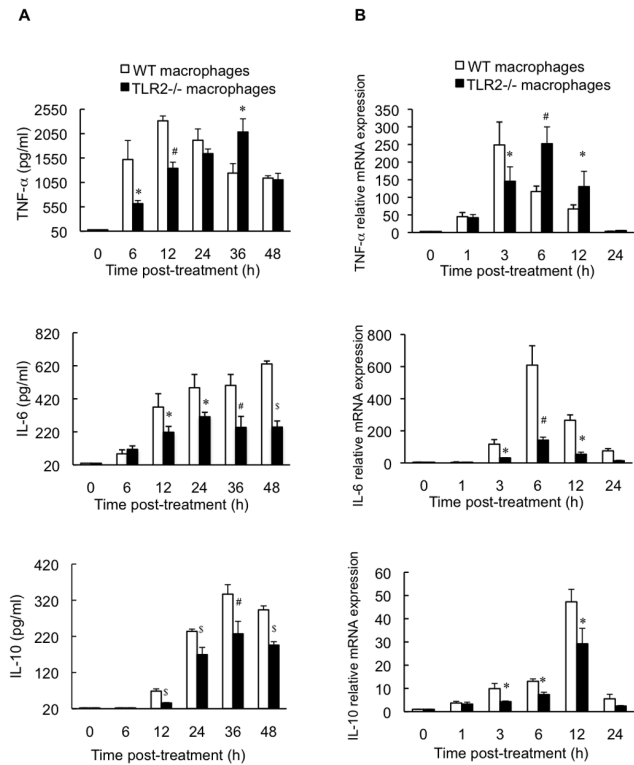 A
WT macrophages
TLR2-/- macrophages
TNF-α (pg/ml)
2550
2050
1550
1050
550
50
*
#
*
0 6 12 24 36 48
Time post-treatment (h)
IL-6 (pg/ml)
820
620
420
220
20
*
*
#
$
0 6 12 24 36 48
Time post-treatment (h)
IL-10 (pg/ml)
420
320
220
120
20
$
$
#
$
0 6 12 24 36 48
Time post-treatment (h)
B
WT macrophages
TLR2-/- macrophages
TNF-α relative mRNA expression
350
300
250
200
150
100
50
0
*
#
*
0 1 3 6 12 24
Time post-treatment (h)
IL-6 relative mRNA expression
800
600
400
200
0
*
#
*
0 1 3 6 12 24
Time post-treatment (h)
IL-10 relative mRNA expression
60
50
40
30
20
10
0
*
*
*
0 1 3 6 12 24
Time post-treatment (h)